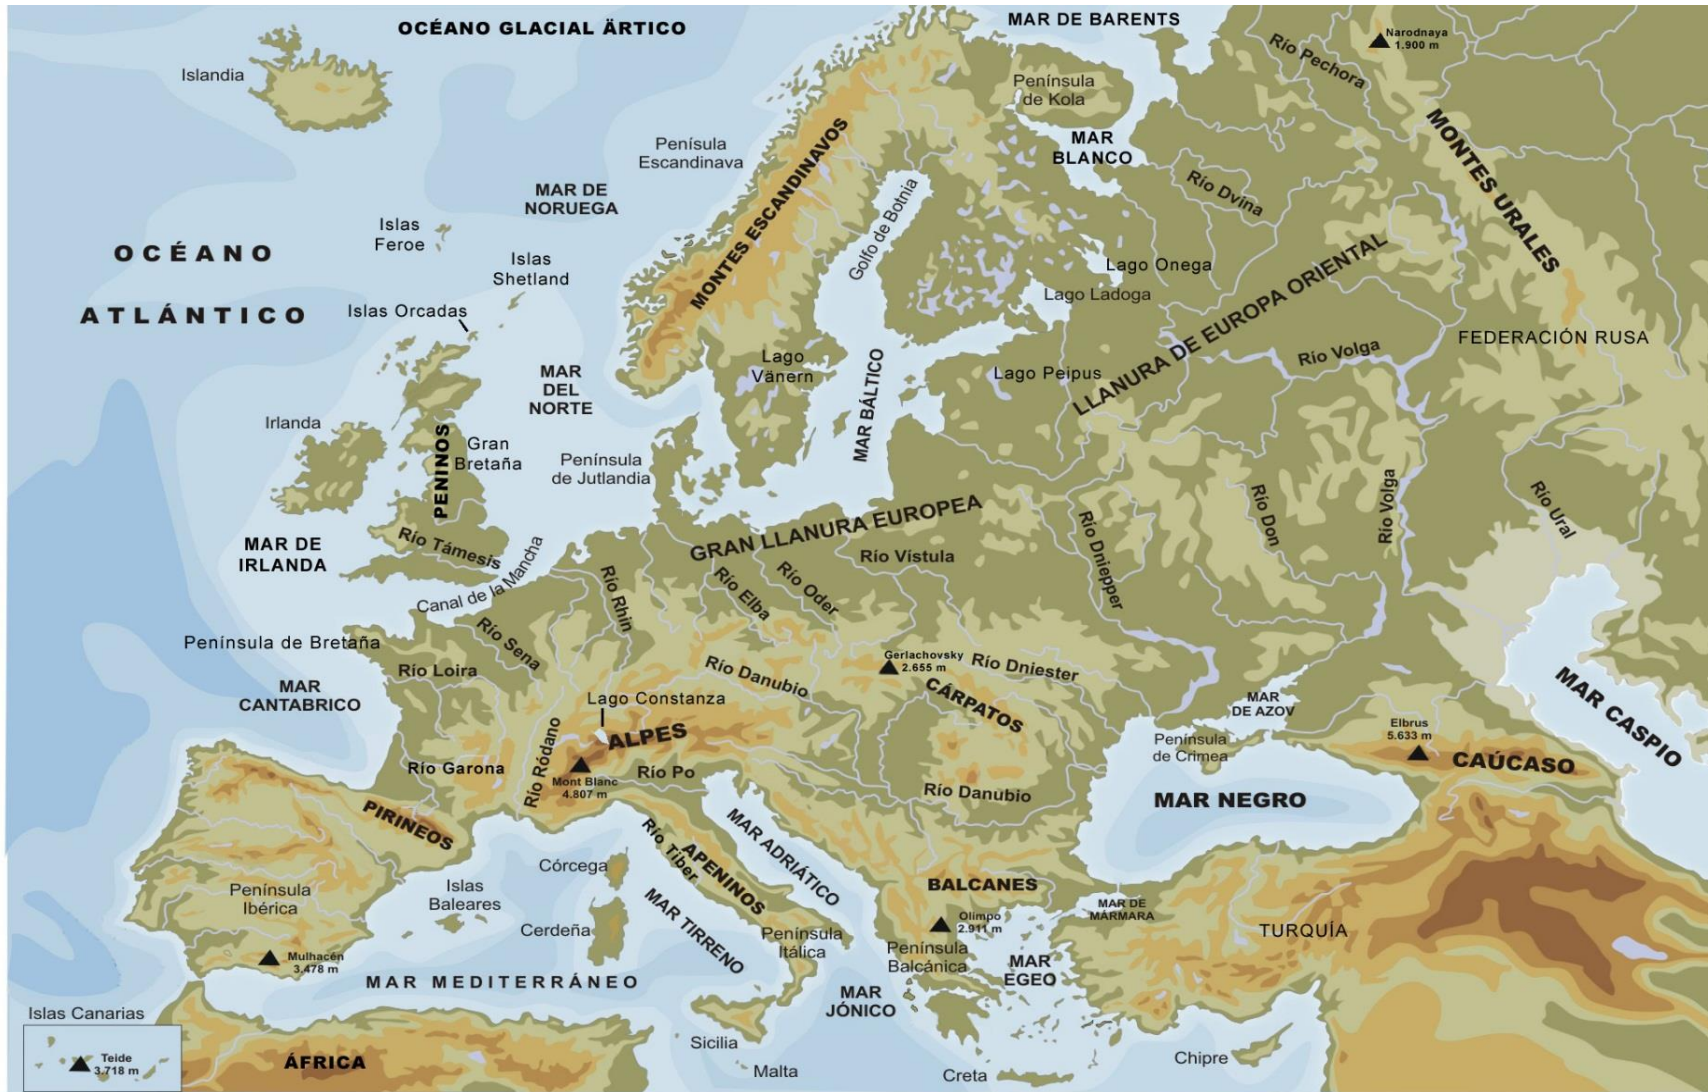 OCÉANO GLACIAL ÄRTICO
MAR DE BARENTS
Narodnaya
1.900 m
Río Pechora
Islandia
Península
de Kola
MONTES URALES
MAR
BLANCO
Penísula
Escandinava
MONTES ESCANDINAVOS
MAR DE
NORUEGA
Río Dvina
Islas
Feroe
Golfo de Botnia
OCÉANO
ATLÁNTICO
Islas
Shetland
Lago Onega
Lago Ladoga
LLANURA DE EUROPA ORIENTAL
Islas Orcadas
FEDERACIÓN RUSA
Río Volga
Lago
Vänern
MAR
DEL
NORTE
Lago Peipus
MAR BÁLTICO
Irlanda
PENINOS
Gran
Bretaña
Península
de Jutlandia
Río Volga
Río Don
Río Ural
GRAN LLANURA EUROPEA
Río Dniepper
MAR DE
IRLANDA
Río Támesis
Canal de la Mancha
Río Rhin
Río Elba
Río Oder
Río Vístula
Península de Bretaña
Río Sena
Río Loira
Gerlachovsky
2.655 m
Río Dniester
Río Danubio
CÁRPATOS
MAR
CANTABRICO
Lago Constanza
ALPES
MAR
DE AZOV
MAR CASPIO
Península
de Crimea
Elbrus
5.633 m
CAÚCASO
Río Garona
Río Ródano
Mont Blanc
4.807 m
Río Po
Río Danubio
MAR NEGRO
PIRINEOS
MAR ADRIÁTICO
Río Tiber
APENINOS
Córcega
Península
Ibérica
Islas
Baleares
BALCANES
MAR DE
MÁRMARA
Olimpo
2.911 m
TURQUÍA
Cerdeña
MAR TIRRENO
Península
Itálica
Península
Balcánica
MAR
EGEO
Mulhacén
3.478 m
MAR MEDITERRÁNEO
MAR
JÓNICO
Islas Canarias
Teide
3.718 m
ÁFRICA
Sicilia
Malta
Creta
Chipre